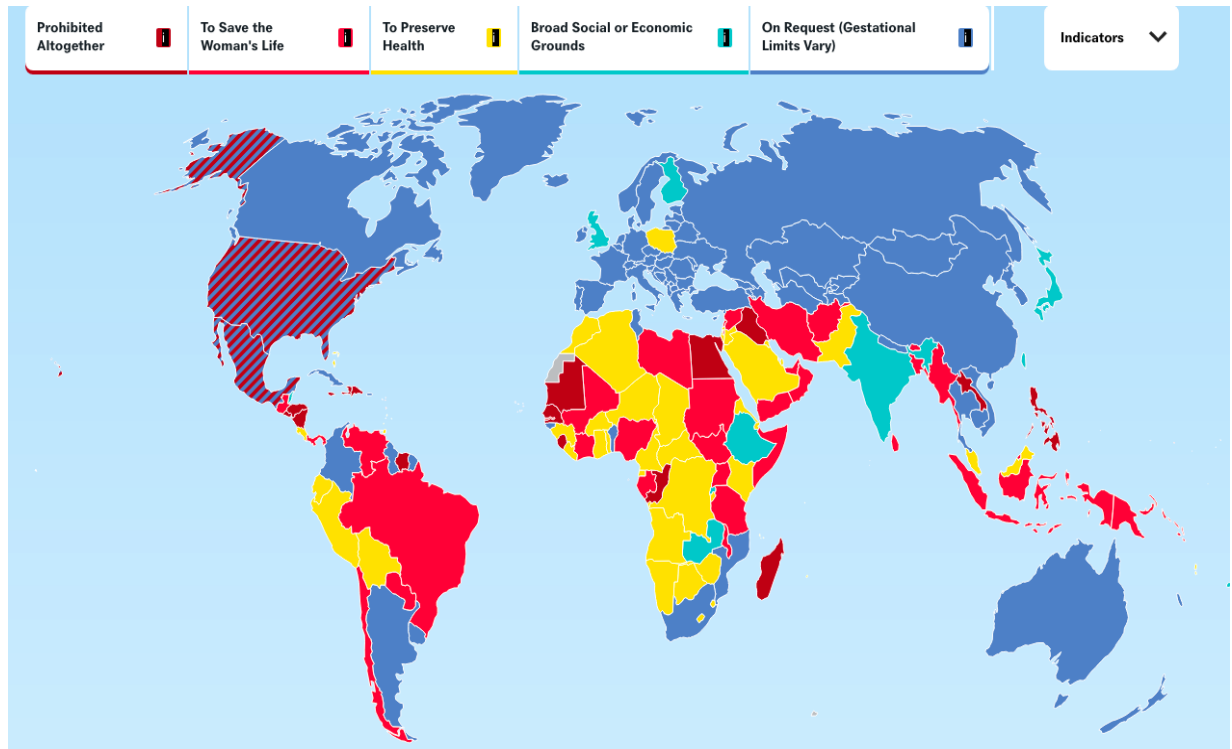 Prohibited
Altogether
i
To Save the
Woman's Life
i
To Preserve
Health
i
Broad Social or Economic
Grounds
i
On Request (Gestational
Limits Vary)
i
Indicators